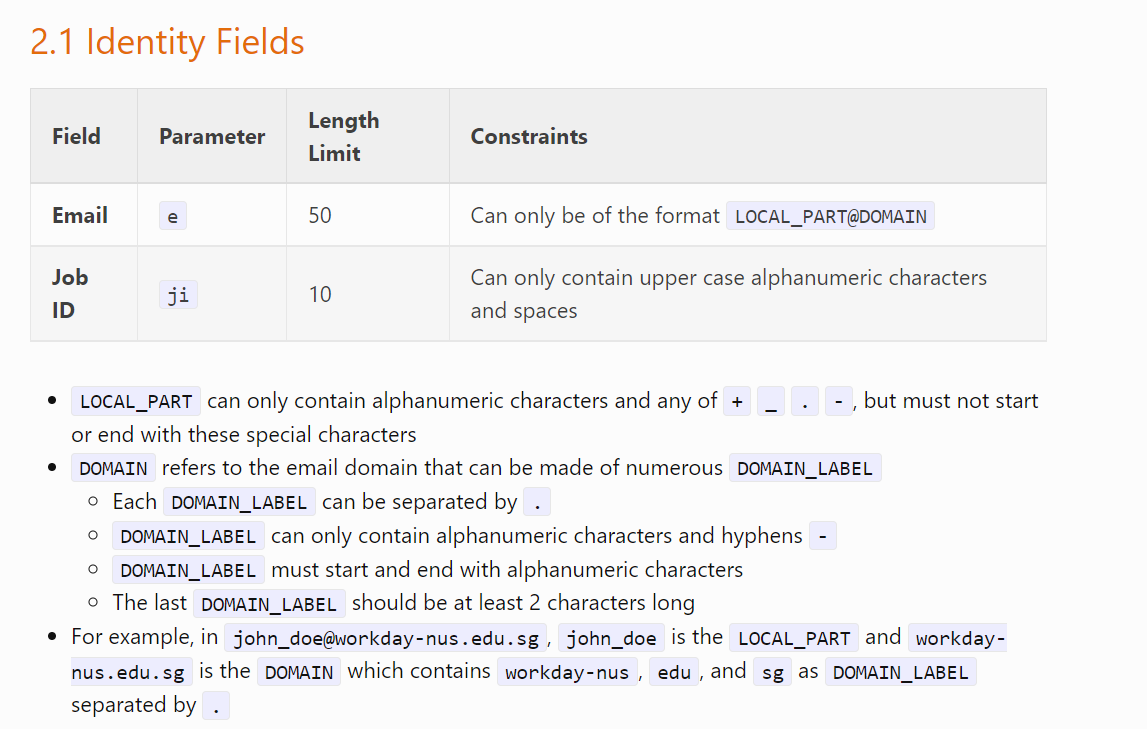 2.1 Identity Fields
Field Parameter Length Limit Constraints
Email e 50 Can only be of the format LOCAL_PART@DOMAIN
Job ID ji 10 Can only contain upper case alphanumeric characters and spaces
• LOCAL_PART can only contain alphanumeric characters and any of + _ . -, but must not start
or end with these special characters
• DOMAIN refers to the email domain that can be made of numerous DOMAIN_LABEL
○ Each DOMAIN_LABEL can be separated by .
○ DOMAIN_LABEL can only contain alphanumeric characters and hyphens -
○ DOMAIN_LABEL must start and end with alphanumeric characters
○ The last DOMAIN_LABEL should be at least 2 characters long
• For example, in john_doe@workday-nus.edu.sg, john_doe is the LOCAL_PART and workday-
nus.edu.sg is the DOMAIN which contains workday-nus, edu, and sg as DOMAIN_LABEL
separated by .